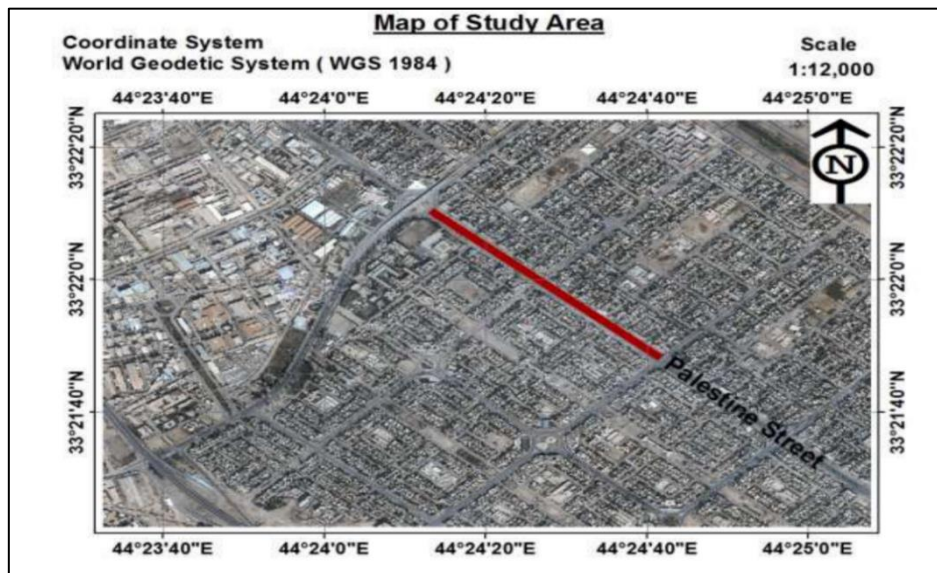 Map of Study Area
Coordinate System
World Geodetic System ( WGS 1984 )
Scale
1:12,000
44°23'40"E 44°24'0"E 44°24'20"E 44°24'40"E 44°25'0"E
33°22'20"N 33°22'20"N
N
33°22'0"N 33°22'0"N
33°21'40"N 33°21'40"N
Palestine Street
44°23'40"E 44°24'0"E 44°24'20"E 44°24'40"E 44°25'0"E